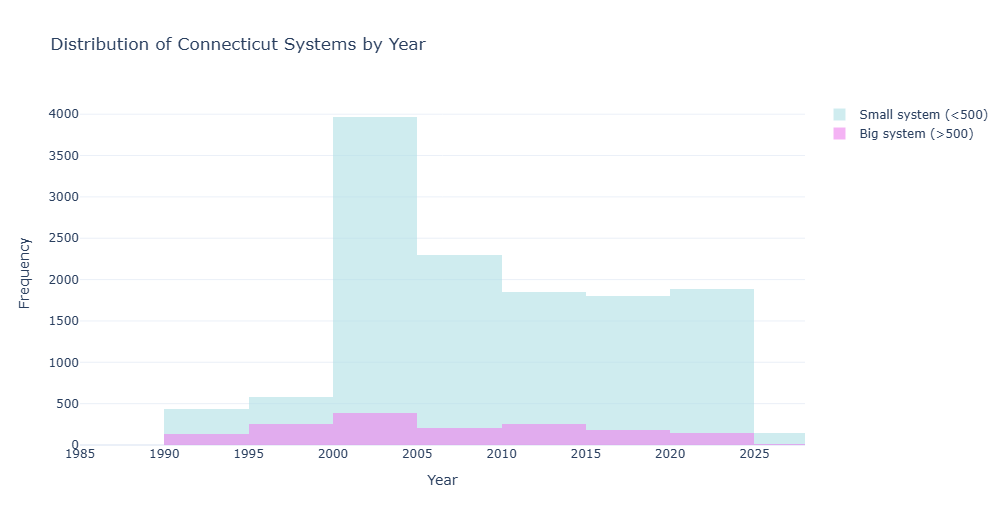 Distribution of Connecticut Systems by Year
Small system (<500)
Big system (>500)
4000
3500
3000
2500
2000
1500
1000
500
0
Frequency
1985 1990 1995 2000 2005 2010 2015 2020 2025
Year